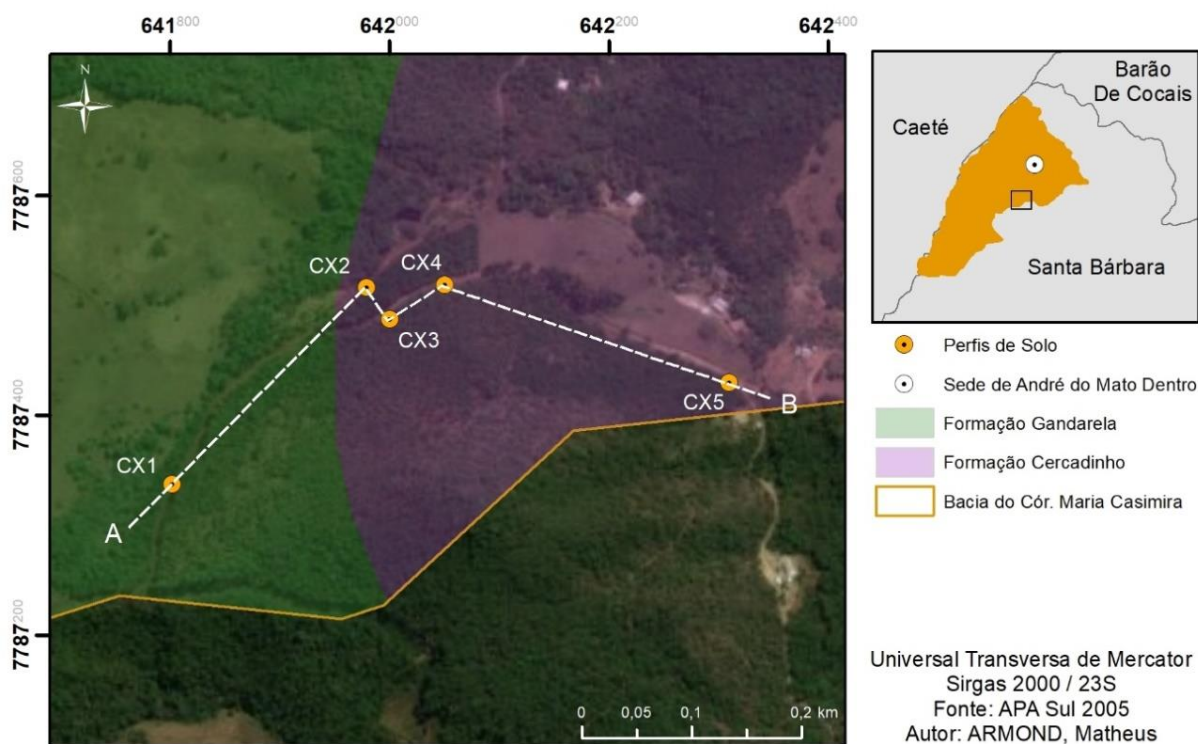 641800
642000
642200
642400
7787600
7787400
7787200
N
CX1
CX2
CX3
CX4
CX5
A
B
0 0,05 0,1 0,2 km
Barão
De Cocais
Caeté
Santa Bárbara
Perfis de Solo
Sede de André do Mato Dentro
Formação Gandarela
Formação Cercadinho
Bacia do Cór. Maria Casimira
Universal Transversa de Mercator
Sirgas 2000 / 23S
Fonte: APA Sul 2005
Autor: ARMOND, Matheus